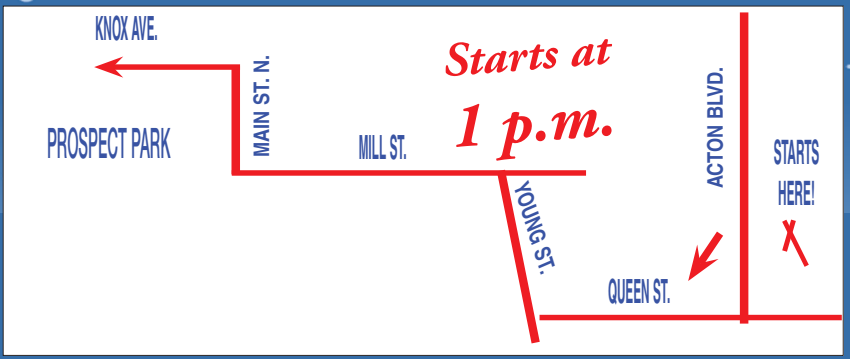 KNOX AVE.
Starts at
1 p.m.
MAIN ST. N.
PROSPECT PARK
MILL ST.
ACTON BLVD.
STARTS
HERE!
YOUNG ST.
QUEEN ST.